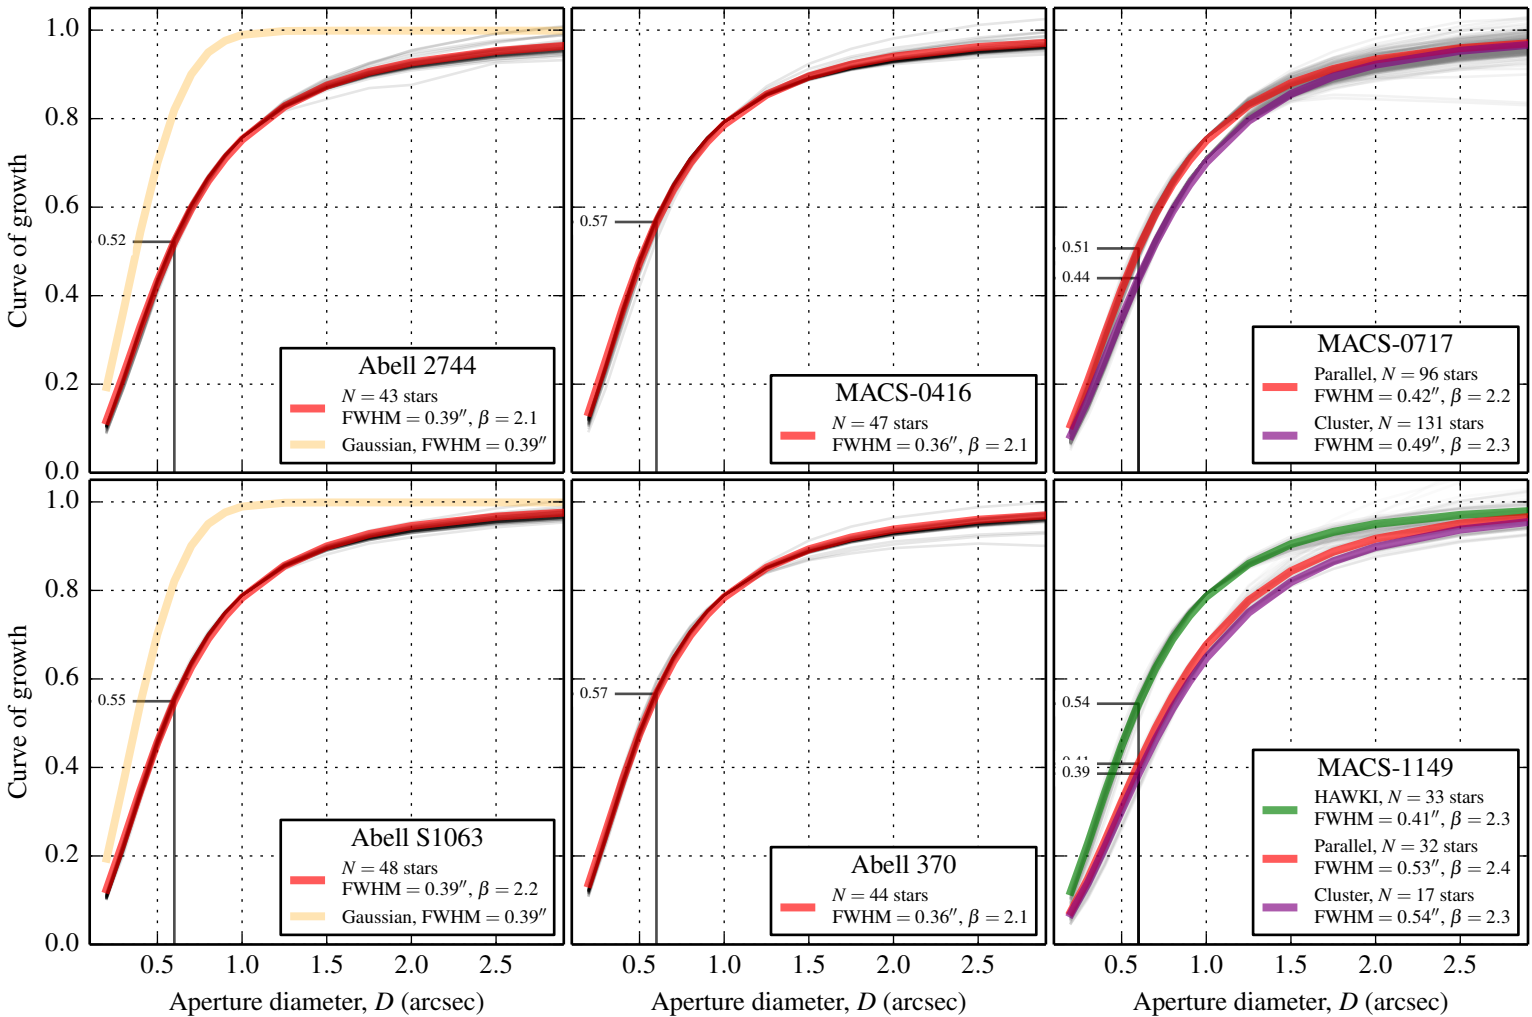 Curve of growth
1.0
0.8
0.6
0.4
0.2
0.0
0.52
Abell 2744
N = 43 stars
FWHM = 0.39″, β = 2.1
Gaussian, FWHM = 0.39″
0.57
MACS-0416
N = 47 stars
FWHM = 0.36″, β = 2.1
0.51
0.44
MACS-0717
Parallel, N = 96 stars
FWHM = 0.42″, β = 2.2
Cluster, N = 131 stars
FWHM = 0.49″, β = 2.3
Curve of growth
1.0
0.8
0.6
0.4
0.2
0.0
0.55
Abell S1063
N = 48 stars
FWHM = 0.39″, β = 2.2
Gaussian, FWHM = 0.39″
0.5 1.0 1.5 2.0 2.5
Aperture diameter, D (arcsec)
0.57
Abell 370
N = 44 stars
FWHM = 0.36″, β = 2.1
0.5 1.0 1.5 2.0 2.5
Aperture diameter, D (arcsec)
0.54
0.39
MACS-1149
HAWKI, N = 33 stars
FWHM = 0.41″, β = 2.3
Parallel, N = 32 stars
FWHM = 0.53″, β = 2.4
Cluster, N = 17 stars
FWHM = 0.54″, β = 2.3
0.5 1.0 1.5 2.0 2.5
Aperture diameter, D (arcsec)